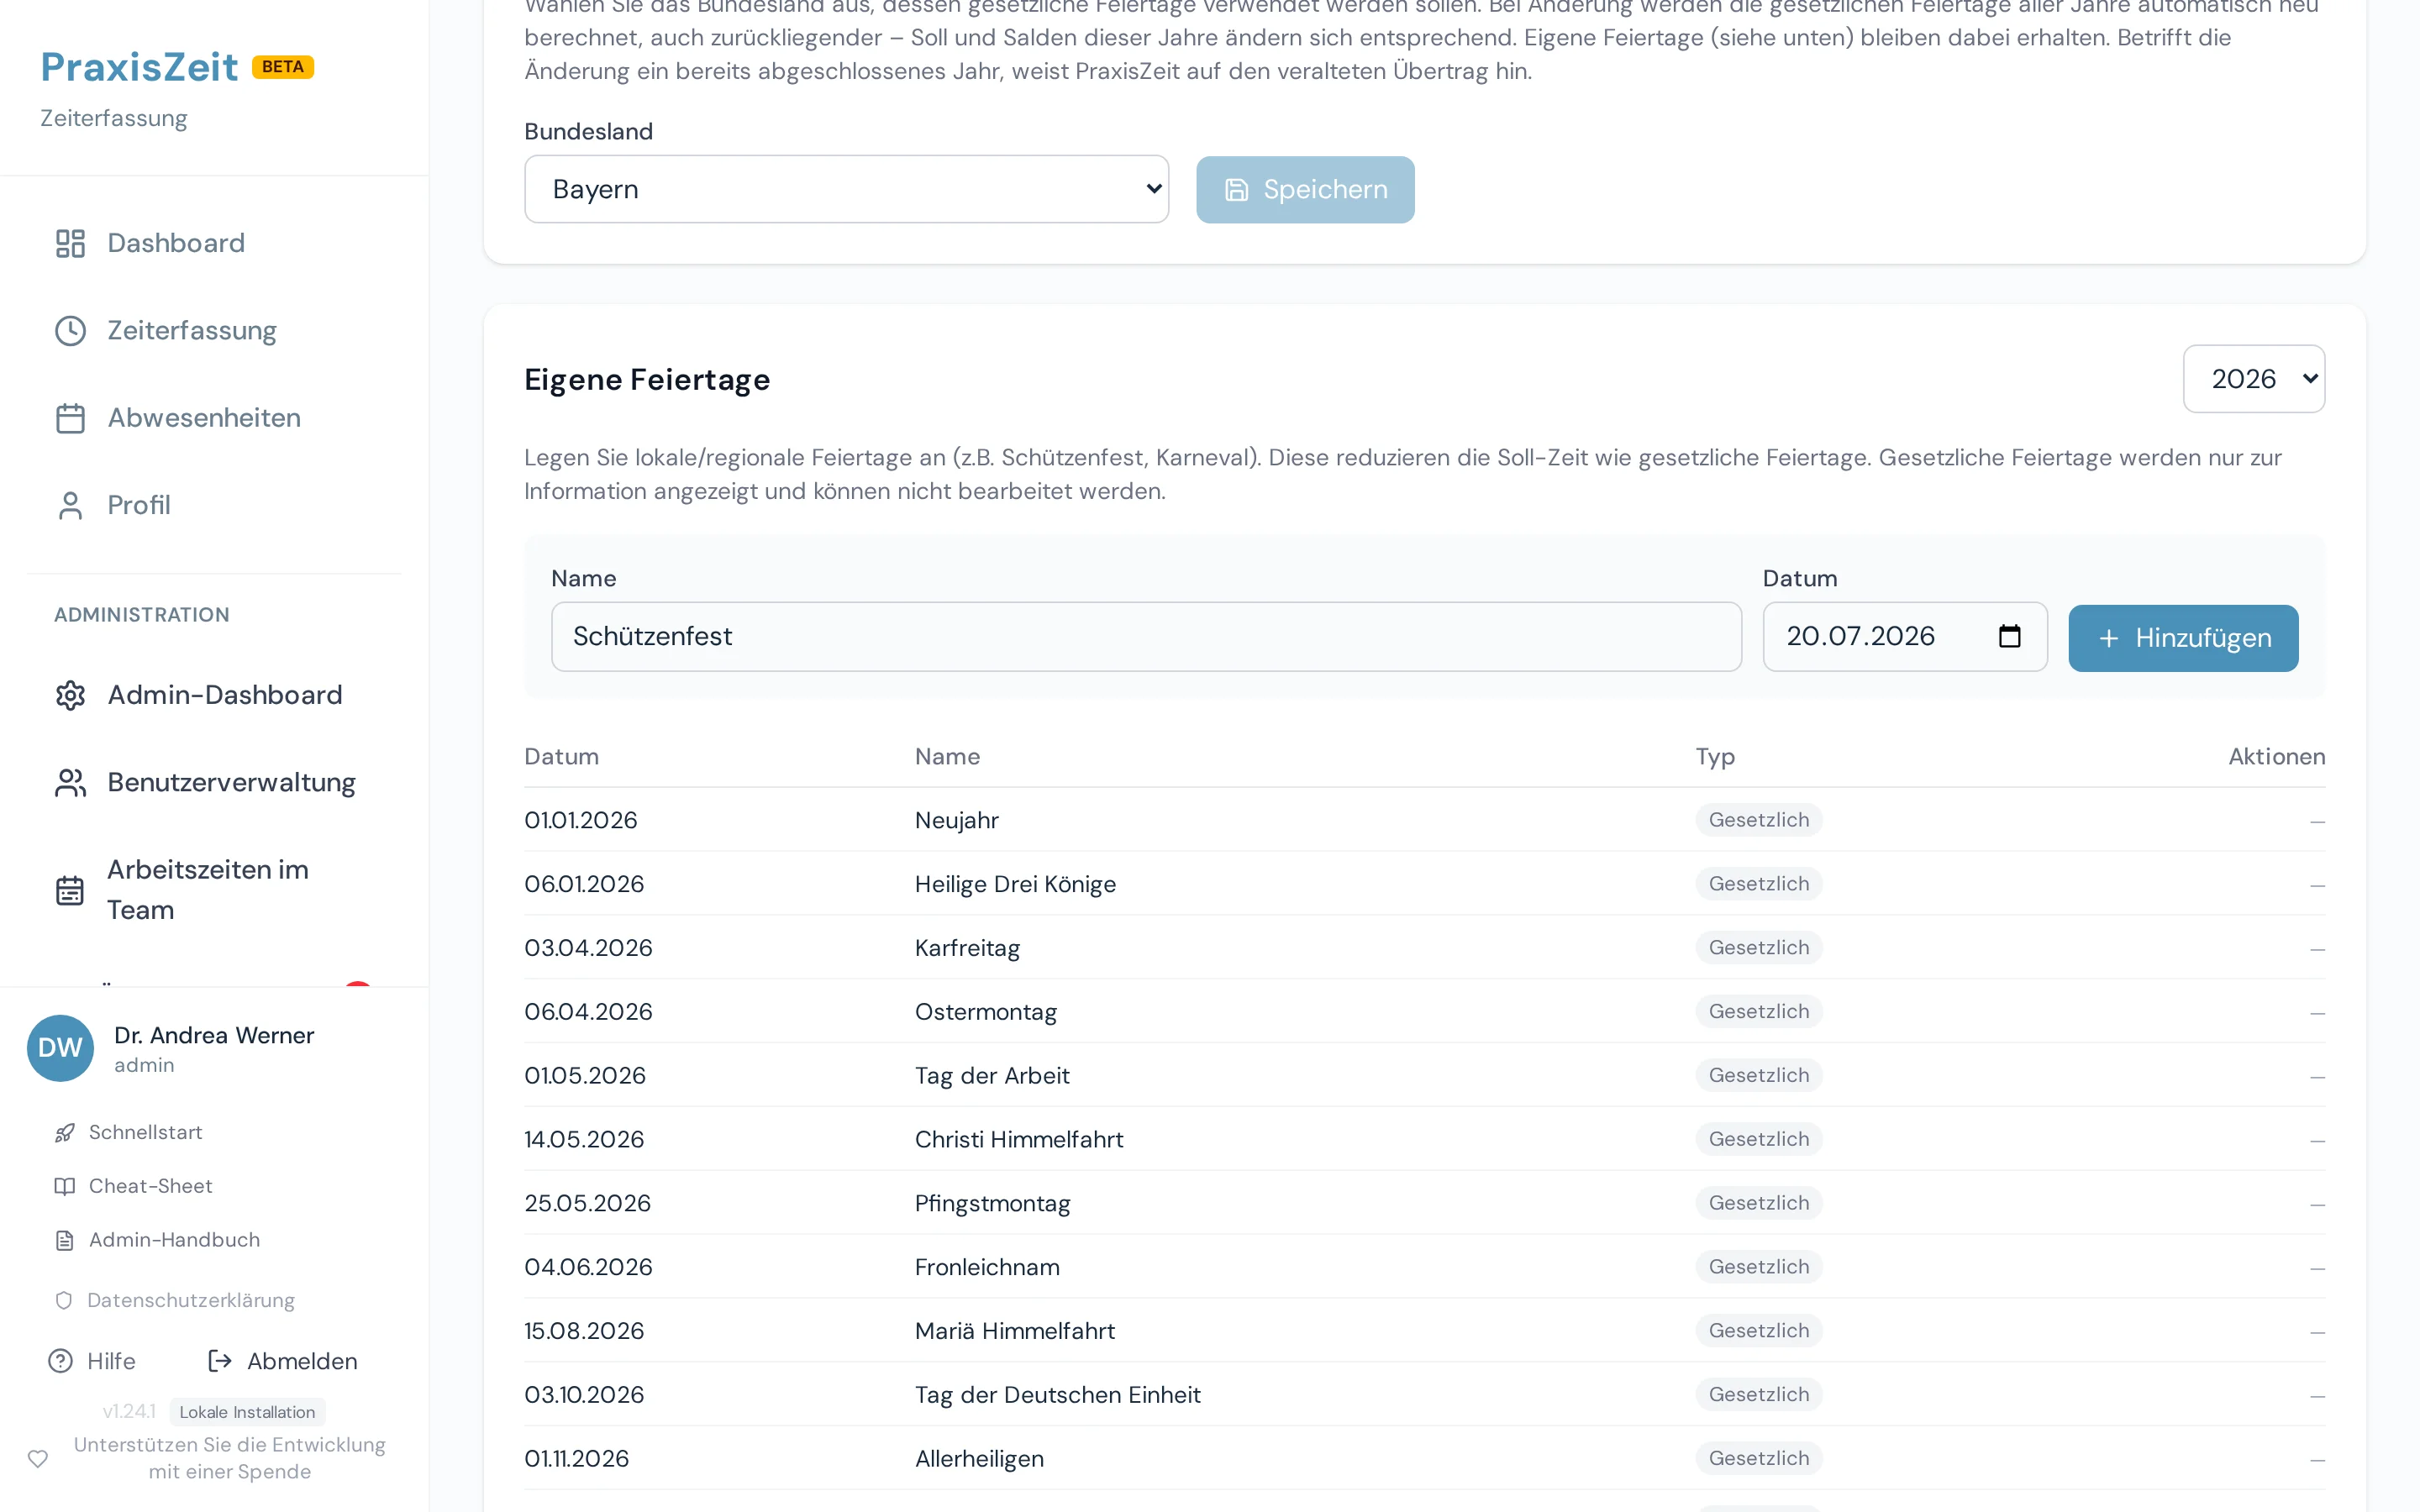 PraxisZeit BETA
Zeiterfassung
Dashboard
Zeiterfassung
Abwesenheiten
Profil
ADMINISTRATION
Admin-Dashboard
Benutzerverwaltung
Arbeitszeiten im
Team
DW
Dr. Andrea Werner
admin
Schnellstart
Cheat-Sheet
Admin-Handbuch
Datenschutzerklärung
Hilfe
Abmelden
v1.24.1 Lokale Installation
Unterstützen Sie die Entwicklung
mit einer Spende
Wählen Sie das Bundesland aus, dessen gesetzliche Feiertage verwendet werden sollen. Bei Änderung werden die gesetzlichen Feiertage aller Jahre automatisch neu
berechnet, auch zurückliegender – Soll und Salden dieser Jahre ändern sich entsprechend. Eigene Feiertage (siehe unten) bleiben dabei erhalten. Betrifft die
Änderung ein bereits abgeschlossenes Jahr, weist PraxisZeit auf den veralteten Übertrag hin.
Bundesland
Bayern
Speichern
Eigene Feiertage
2026
Legen Sie lokale/regionale Feiertage an (z.B. Schützenfest, Karneval). Diese reduzieren die Soll-Zeit wie gesetzliche Feiertage. Gesetzliche Feiertage werden nur zur
Information angezeigt und können nicht bearbeitet werden.
Name Datum
Schützenfest 20.07.2026 + Hinzufügen
Datum Name Typ Aktionen
01.01.2026 Neujahr Gesetzlich –
06.01.2026 Heilige Drei Könige Gesetzlich –
03.04.2026 Karfreitag Gesetzlich –
06.04.2026 Ostermontag Gesetzlich –
01.05.2026 Tag der Arbeit Gesetzlich –
14.05.2026 Christi Himmelfahrt Gesetzlich –
25.05.2026 Pfingstmontag Gesetzlich –
04.06.2026 Fronleichnam Gesetzlich –
15.08.2026 Mariä Himmelfahrt Gesetzlich –
03.10.2026 Tag der Deutschen Einheit Gesetzlich –
01.11.2026 Allerheiligen Gesetzlich –